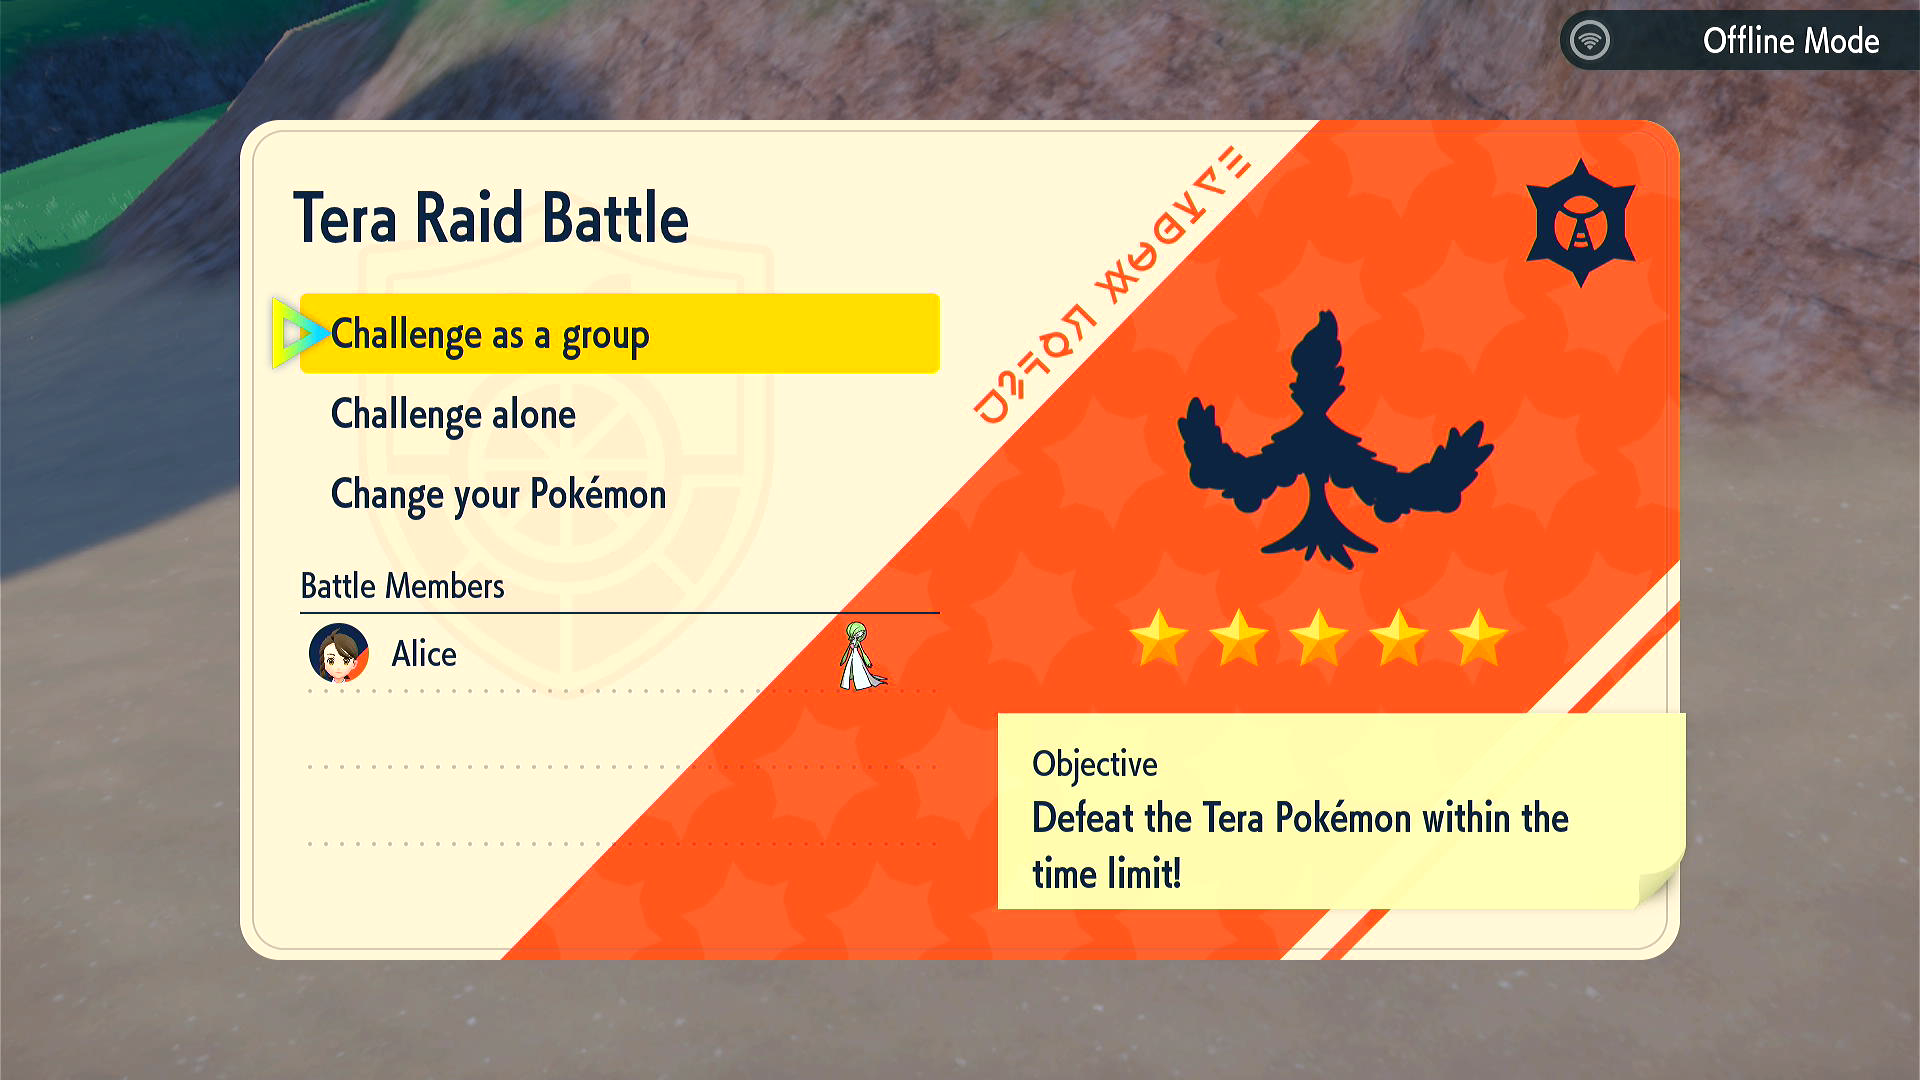 Offline Mode
Tera Raid Battle
Challenge as a group
Challenge alone
Change your Pokémon
Battle Members
Alice
Objective
Defeat the Tera Pokémon within the
time limit!